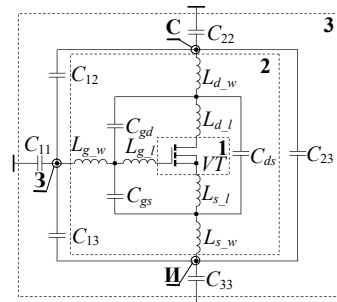 3
С
C22
2
C12
Ld_w
Ld_l
Cgd
C11
Lg_w
Lg_l
1
VT
Cds
C23
З
Cgs
Ls_l
C13
Ls_w
И
C33